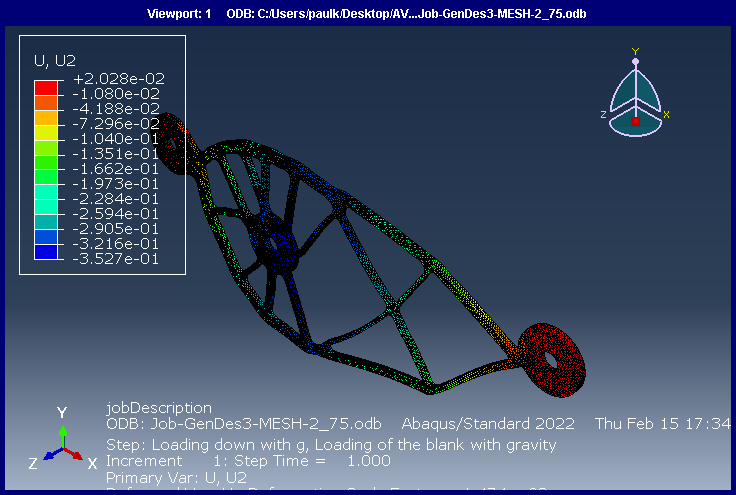 Viewport: 1 ODB: C:/Users/paulk/Desktop/AV...Job-GenDes3-MESH-2_75.odb
U, U2
+2.028e-02
-1.080e-02
-4.188e-02
-7.296e-02
-1.040e-01
-1.351e-01
-1.662e-01
-1.973e-01
-2.284e-01
-2.594e-01
-2.905e-01
-3.216e-01
-3.527e-01
Y
Z X
Y
Z X
jobDescription
ODB: Job-GenDes3-MESH-2_75.odb Abaqus/Standard 2022 Thu Feb 15 17:34
Step: Loading down with g, Loading of the blank with gravity
Increment 1: Step Time = 1.000
Primary Var: U, U2